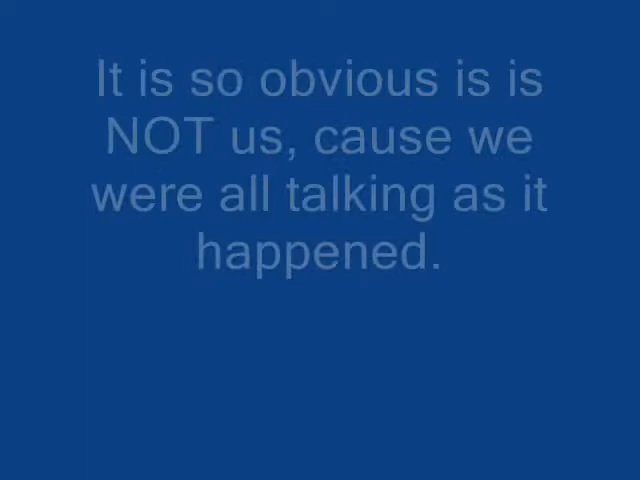 It is so obvious is is
NOT us, cause we
were all talking as it
happened.